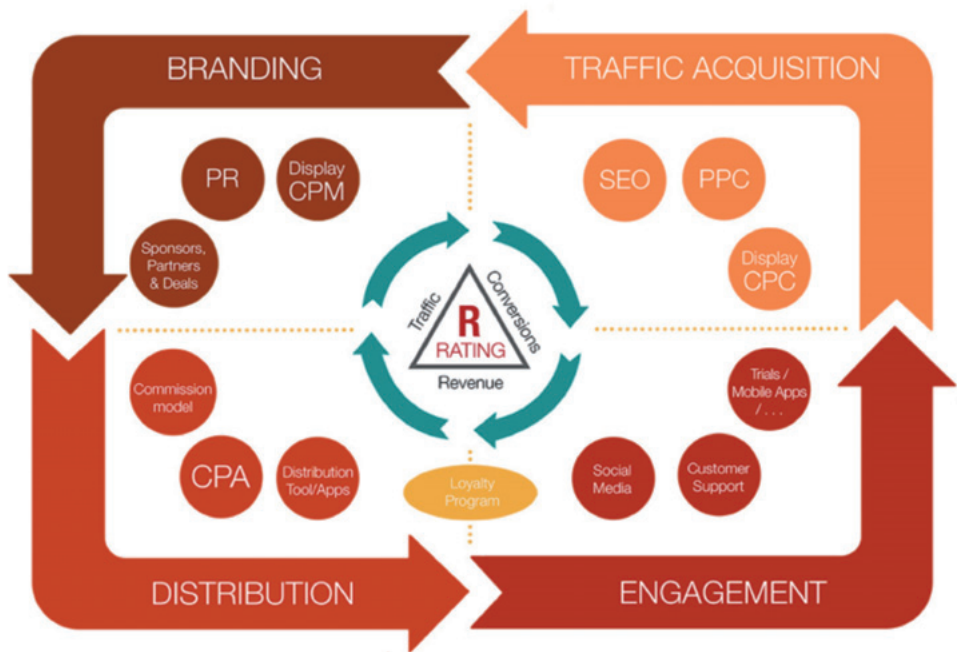 BRANDING
TRAFFIC ACQUISITION
PR
Display
CPM
Sponsors,
Partners
& Deals
SEO
PPC
Display
CPC
Traffic
Conversions
Revenue
R
RATING
Commission
model
CPA
Distribution
Tool/Apps
Loyalty
Program
Trials /
Mobile Apps
/ . . .
Social
Media
Customer
Support
DISTRIBUTION
ENGAGEMENT